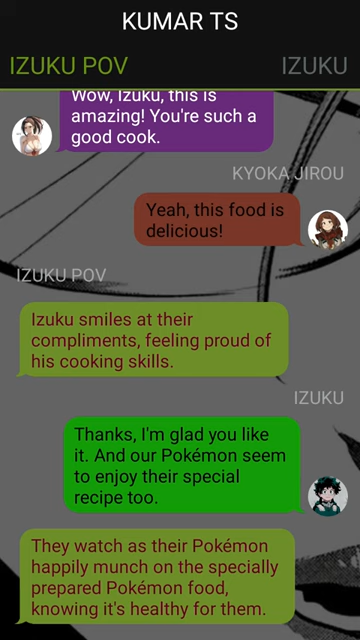 KUMAR TS
IZUKU POV
IZUKU
Wow, Izuku, this is
amazing! You're such a
good cook.
KYOKA JIROU
Yeah, this food is
delicious!
IZUKU POV
Izuku smiles at their
compliments, feeling proud of
his cooking skills.
IZUKU
Thanks, I'm glad you like
it. And our Pokémon seem
to enjoy their special
recipe too.
They watch as their Pokémon
happily munch on the specially
prepared Pokémon food,
knowing it's healthy for them.